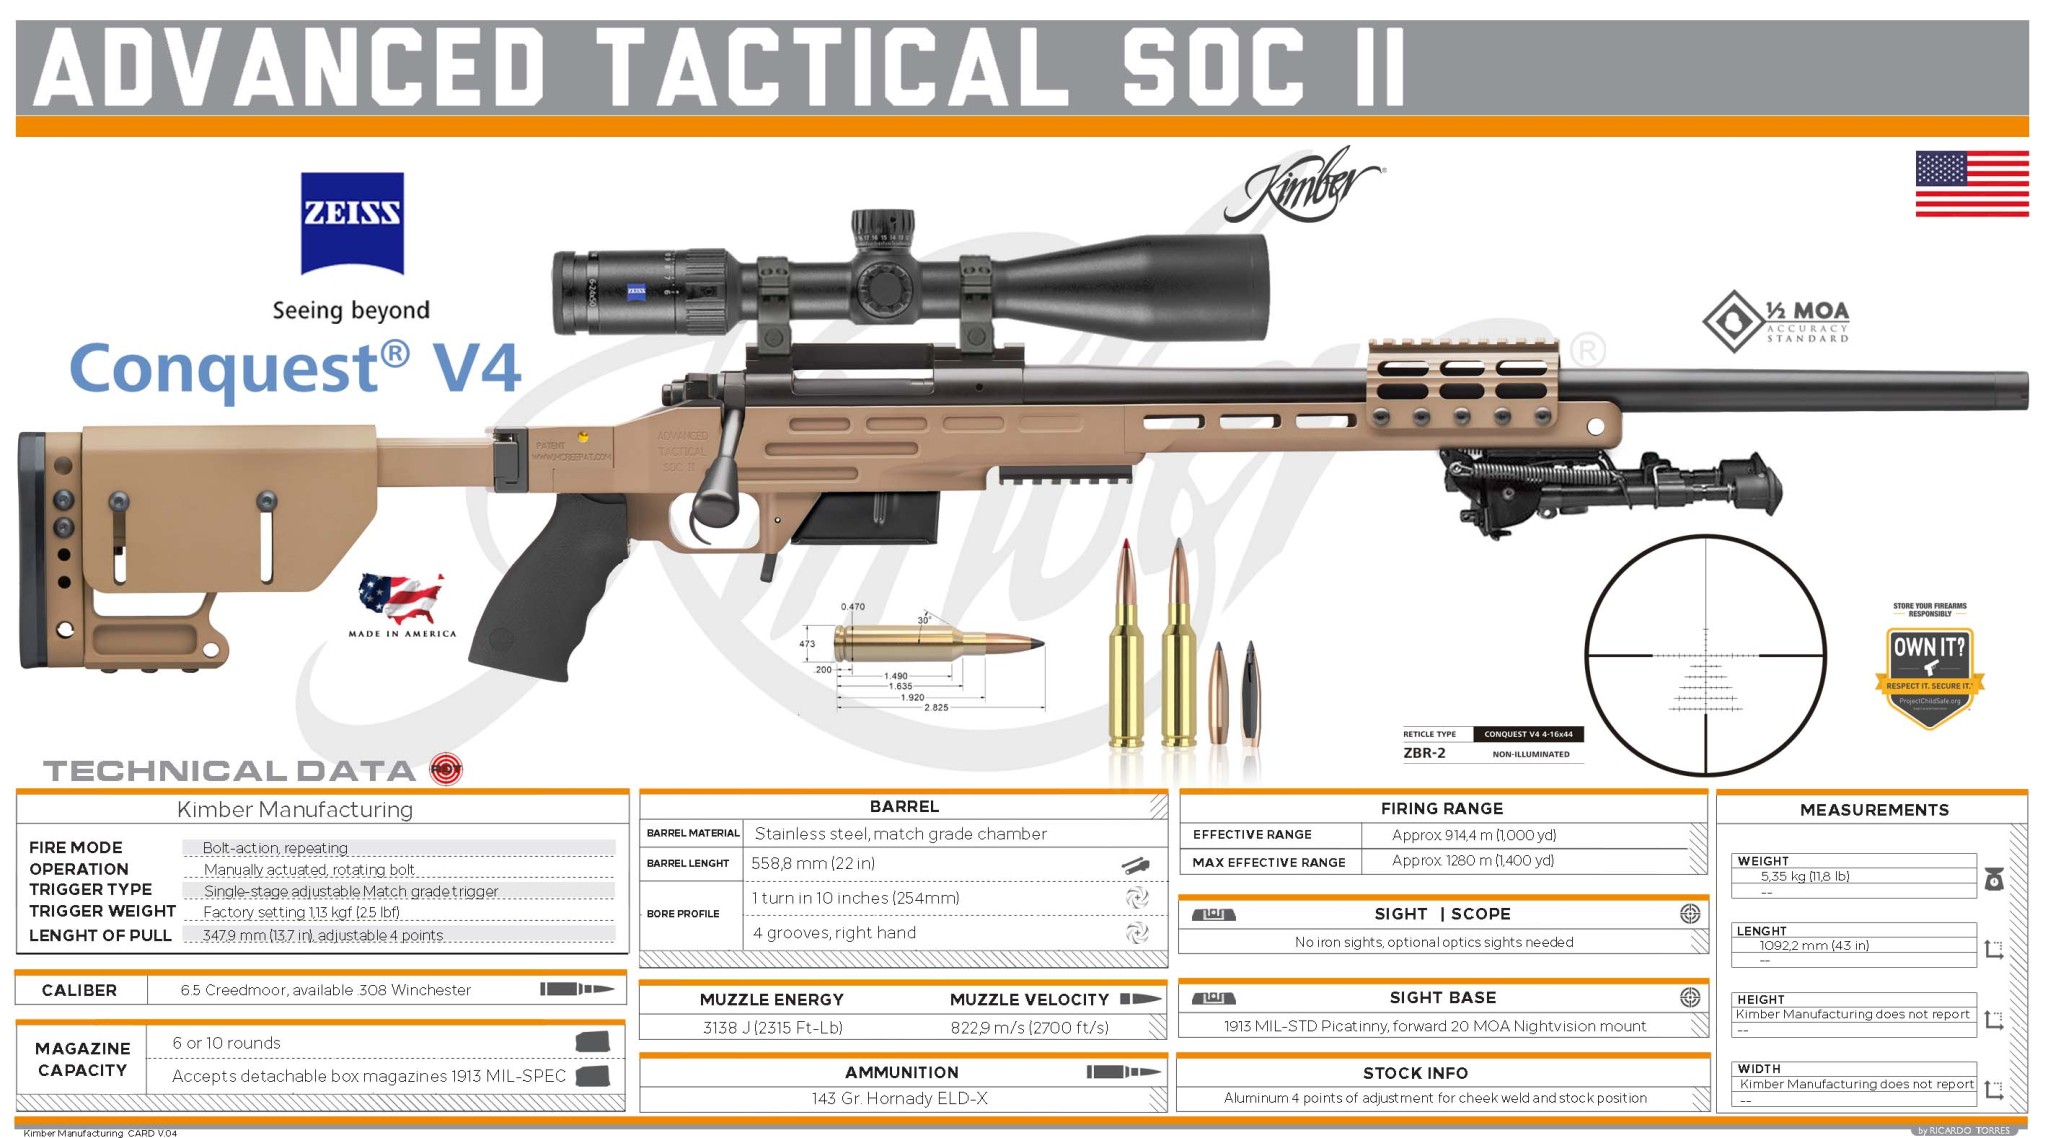 ADVANCED TACTICAL SOC II
ZEISS
Seeing beyond
Conquest® V4
Kimber®
½ MOA
ACCURACY
STANDARD
®
ZEISS
6-24x50
17 16 15 14 13
PATENT
WWW.MCREEPAT.COM
ADVANCED
TACTICAL
SOC II
MADE IN AMERICA
0.470
30°
473
.200
1.490
1.635
1.920
2.825
STORE YOUR FIREARMS
RESPONSIBLY
OWN IT?
RESPECT IT. SECURE IT.
ProjectChildSafe.org
RETICLE TYPE CONQUEST V4 4-16x44
ZBR-2 NON-ILLUMINATED
TECHNICAL DATA
Kimber Manufacturing
FIRE MODE Bolt-action, repeating
OPERATION Manually actuated, rotating bolt
TRIGGER TYPE Single-stage adjustable Match grade trigger
TRIGGER WEIGHT Factory setting 1,13 kgf (2.5 lbf)
LENGHT OF PULL 347.9 mm (13.7 in), adjustable 4 points
CALIBER 6.5 Creedmoor, available .308 Winchester
MAGAZINE CAPACITY
6 or 10 rounds
Accepts detachable box magazines 1913 MIL-SPEC
BARREL
BARREL MATERIAL Stainless steel, match grade chamber
BARREL LENGHT 558,8 mm (22 in)
BORE PROFILE
1 turn in 10 inches (254mm)
4 grooves, right hand
MUZZLE ENERGY MUZZLE VELOCITY
3138 J (2315 Ft-Lb) 822,9 m/s (2700 ft/s)
AMMUNITION
143 Gr. Hornady ELD-X
FIRING RANGE
EFFECTIVE RANGE Approx. 914,4 m (1,000 yd)
MAX EFFECTIVE RANGE Approx. 1280 m (1,400 yd)
SIGHT | SCOPE
No iron sights, optional optics sights needed
SIGHT BASE
1913 MIL-STD Picatinny, forward 20 MOA Nightvision mount
STOCK INFO
Aluminum 4 points of adjustment for cheek weld and stock position
MEASUREMENTS
WEIGHT
5,35 kg (11,8 lb)
--
LENGHT
1092,2 mm (43 in)
--
HEIGHT
Kimber Manufacturing does not report
--
WIDTH
Kimber Manufacturing does not report
--
Kimber Manufacturing CARD V.04
by RICARDO TORRES